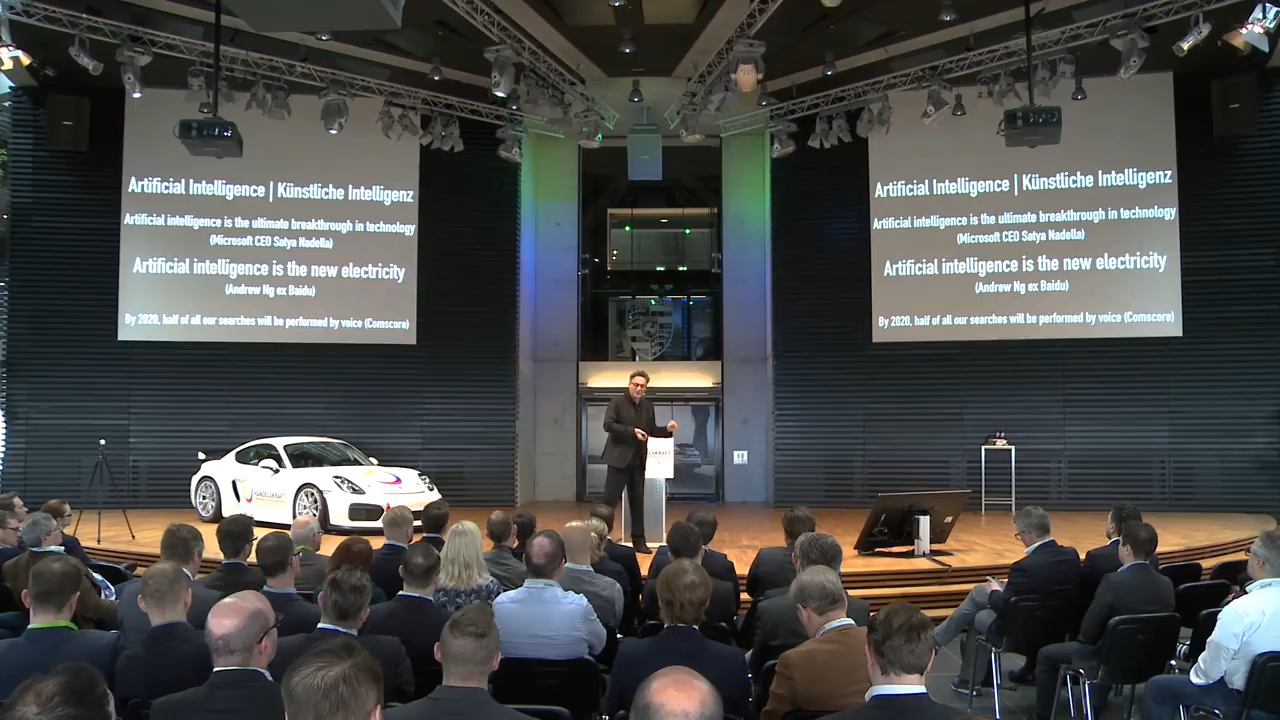 Artificial Intelligence | Künstliche Intelligenz
Artificial intelligence is the ultimate breakthrough in technology
(Microsoft CEO Satya Nadella)
Artificial intelligence is the new electricity
(Andrew Ng ex Baidu)
By 2020, half of all our searches will be performed by voice (Comscore)
Artificial Intelligence | Künstliche Intelligenz
Artificial intelligence is the ultimate breakthrough in technology
(Microsoft CEO Satya Nadella)
Artificial intelligence is the new electricity
(Andrew Ng ex Baidu)
By 2020, half of all our searches will be performed by voice (Comscore)
HANDELSKRAFT